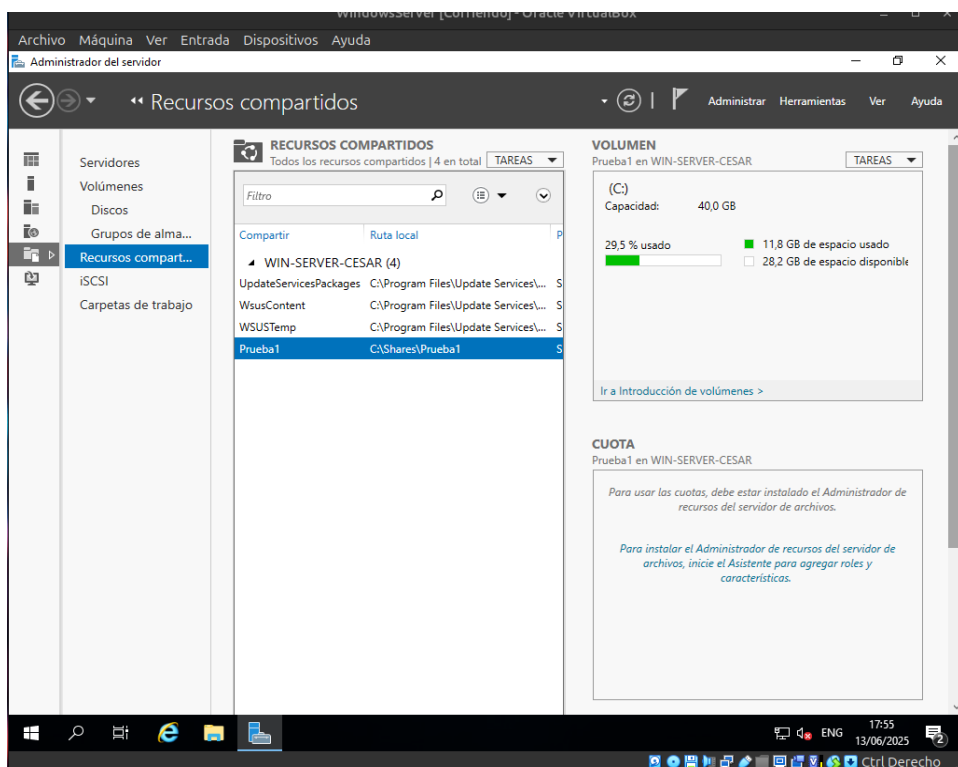 WindowsServer [Corriendo] - Oracle VirtualBox
Archivo Máquina Ver Entrada Dispositivos Ayuda
Administrador del servidor
Recursos compartidos
Administrar Herramientas Ver Ayuda
Servidores
Volúmenes
Discos
Grupos de alma...
Recursos compart...
iSCSI
Carpetas de trabajo
RECURSOS COMPARTIDOS
Todos los recursos compartidos | 4 en total TAREAS
Filtro
Compartir Ruta local P
WIN-SERVER-CESAR (4)
UpdateServicesPackages C:\Program Files\Update Services\... S
WsusContent C:\Program Files\Update Services\... S
WSUSTemp C:\Program Files\Update Services\... S
Prueba1 C:\Shares\Prueba1 S
VOLUMEN
Prueba1 en WIN-SERVER-CESAR TAREAS
(C:)
Capacidad: 40,0 GB
29,5 % usado 11,8 GB de espacio usado
28,2 GB de espacio disponible
Ir a Introducción de volúmenes >
CUOTA
Prueba1 en WIN-SERVER-CESAR
Para usar las cuotas, debe estar instalado el Administrador de
recursos del servidor de archivos.
Para instalar el Administrador de recursos del servidor de
archivos, inicie el Asistente para agregar roles y
características.
ENG 17:55
13/06/2025 2
Ctrl Derecho